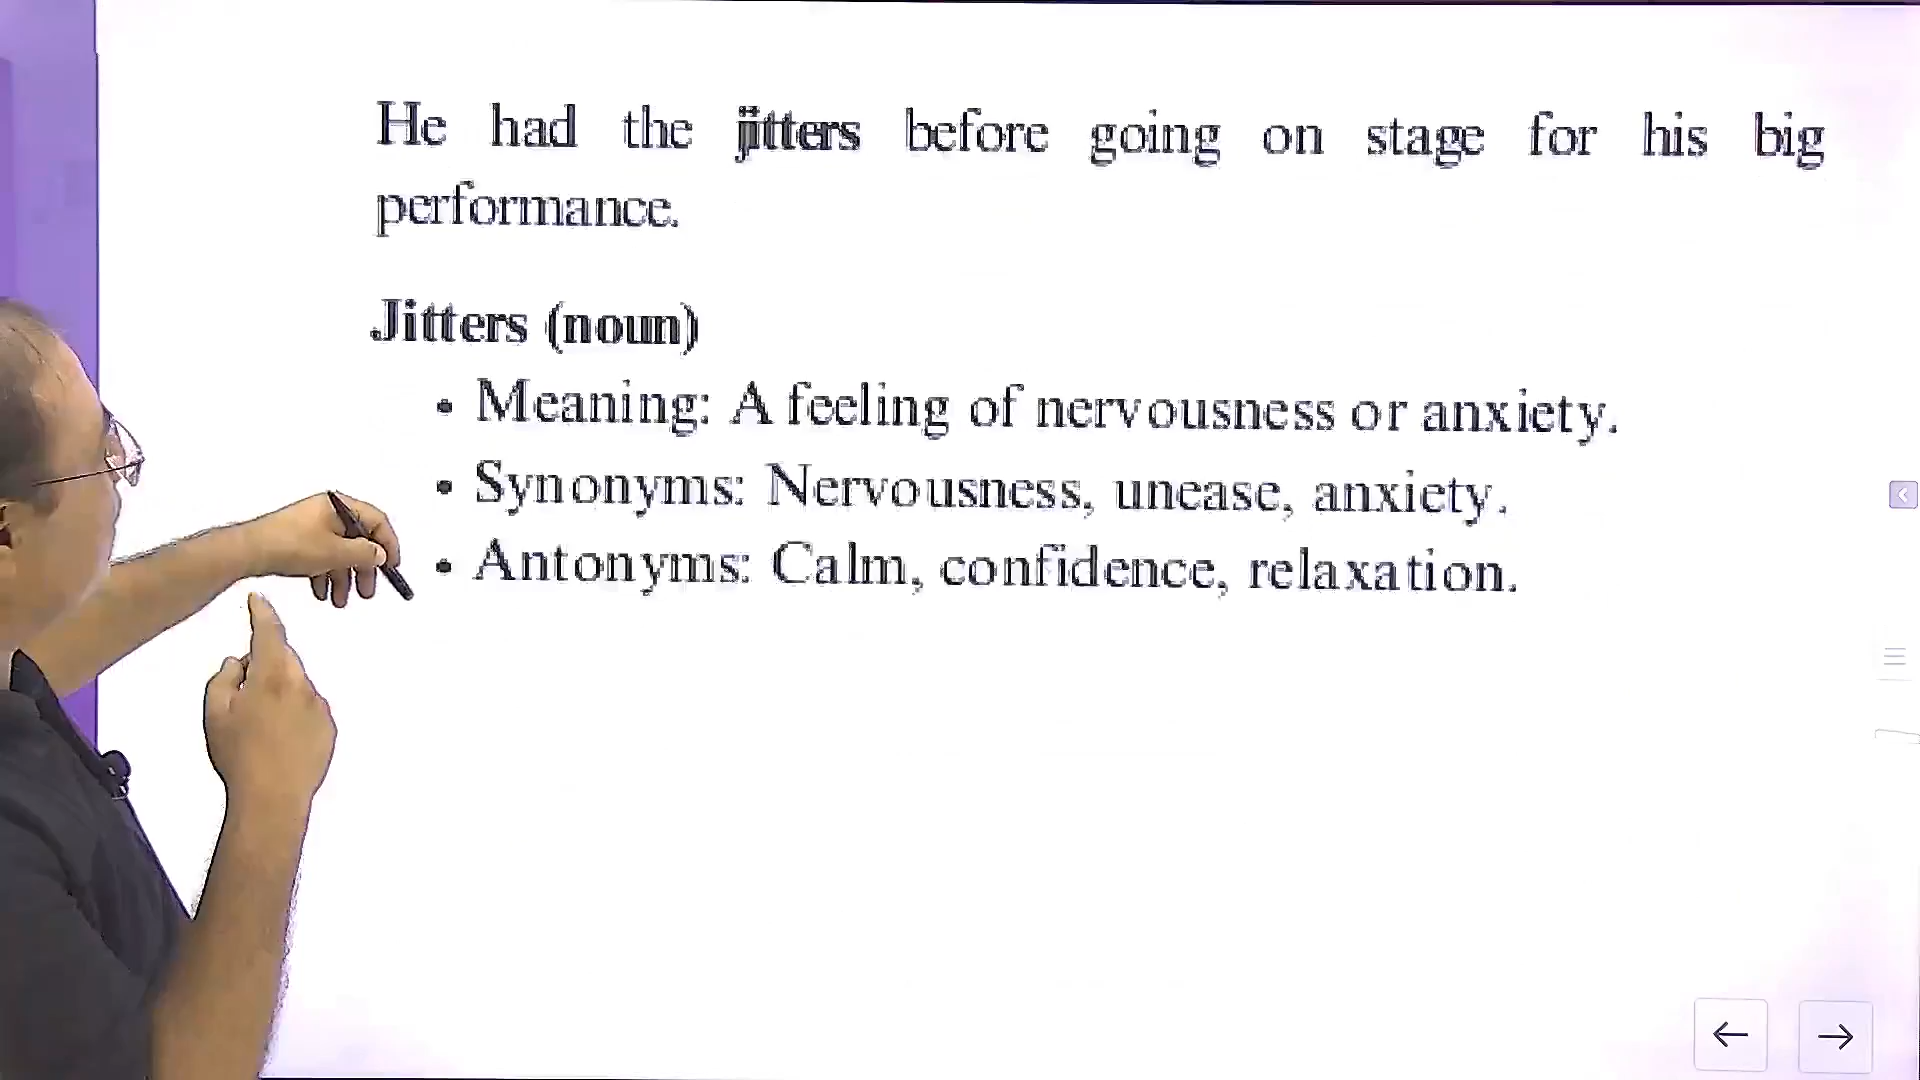 He had the jitters before going on stage for his big
performance.
Jitters (noun)
• Meaning: A feeling of nervousness or anxiety.
• Synonyms: Nervousness, unease, anxiety.
• Antonyms: Calm, confidence, relaxation.